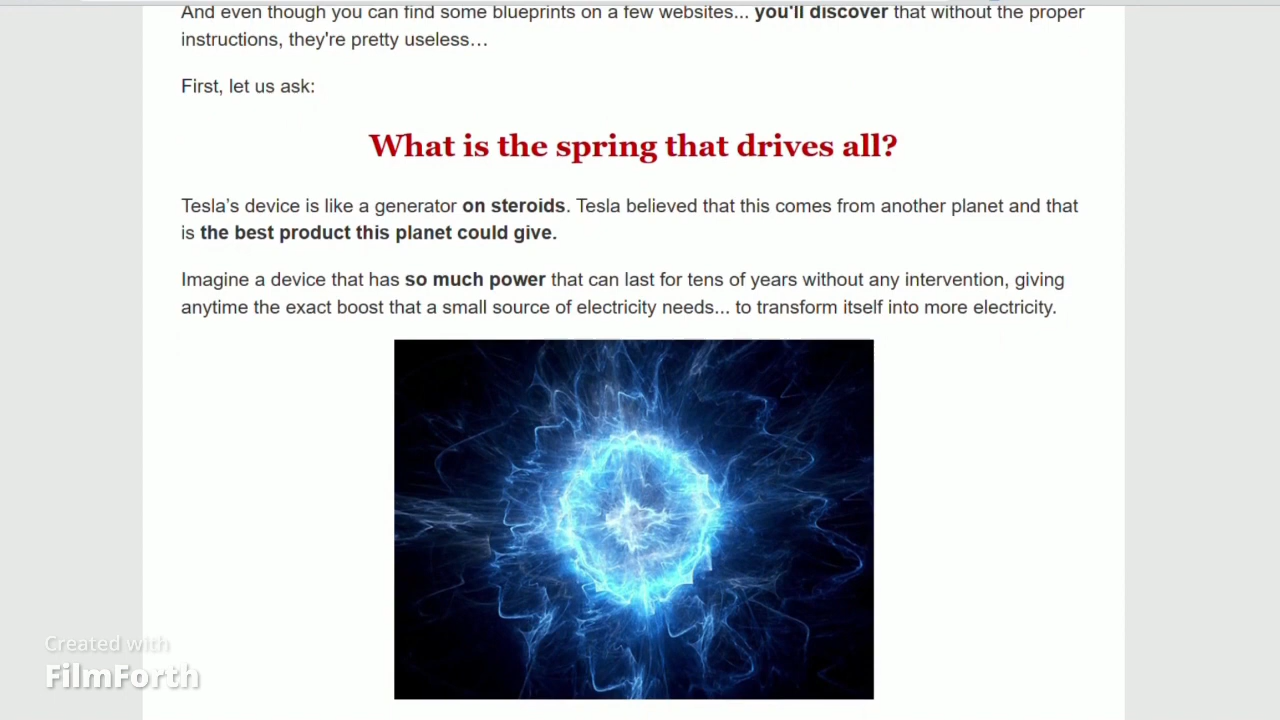 And even though you can find some blueprints on a few websites... you'll discover that without the proper
instructions, they're pretty useless…
First, let us ask:
What is the spring that drives all?
Tesla’s device is like a generator on steroids. Tesla believed that this comes from another planet and that
is the best product this planet could give.
Imagine a device that has so much power that can last for tens of years without any intervention, giving
anytime the exact boost that a small source of electricity needs... to transform itself into more electricity.
Created with
FilmForth